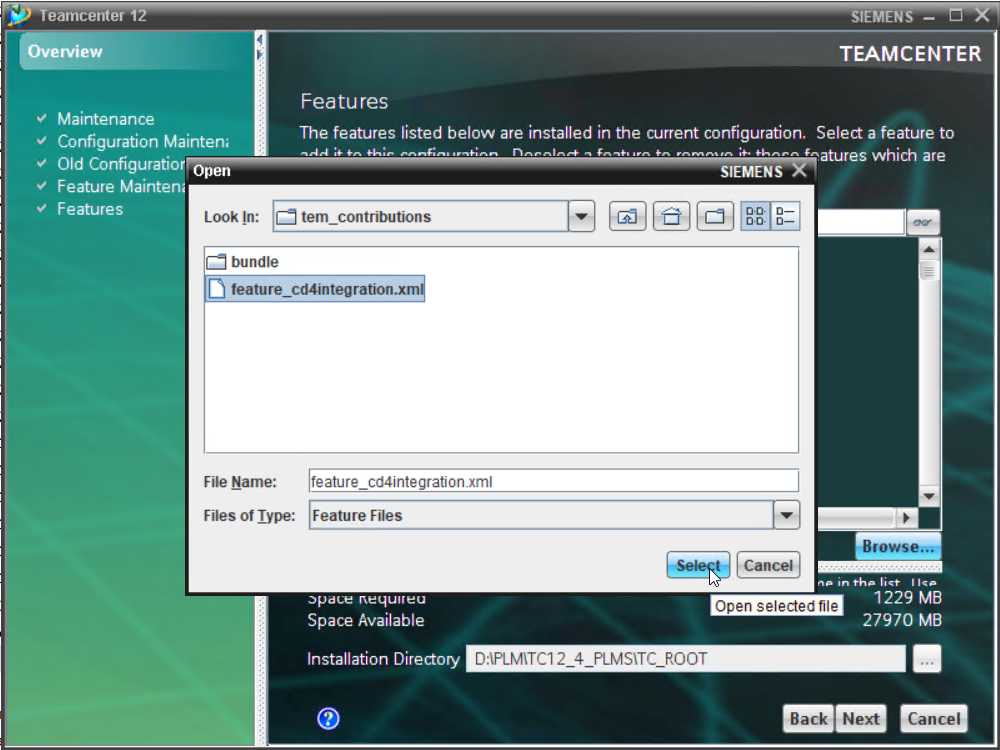 Teamcenter 12
SIEMENS
Overview
TEAMCENTER
Maintenance
Configuration Maintena
Old Configuration
Feature Maintena
Features
Features
The features listed below are installed in the current configuration. Select a feature to
add it to this configuration. Deselect a feature to remove it; those features which are
Open
SIEMENS
Look In:
tem_contributions
bundle
feature_cd4integration.xml
File Name:
feature_cd4integration.xml
Files of Type:
Feature Files
Select
Cancel
Open selected file
Browse...
in the list. Use
Space Required
1229 MB
Space Available
27970 MB
Installation Directory
D:\PLM\TC12_4_PLMS\TC_ROOT
...
?
Back
Next
Cancel